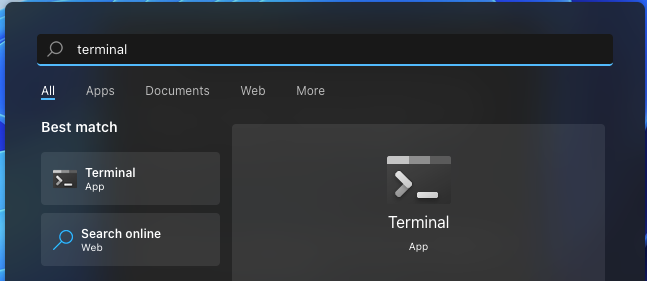 terminal
All Apps Documents Web More
Best match
Terminal
App
Search online
Web
Terminal
App